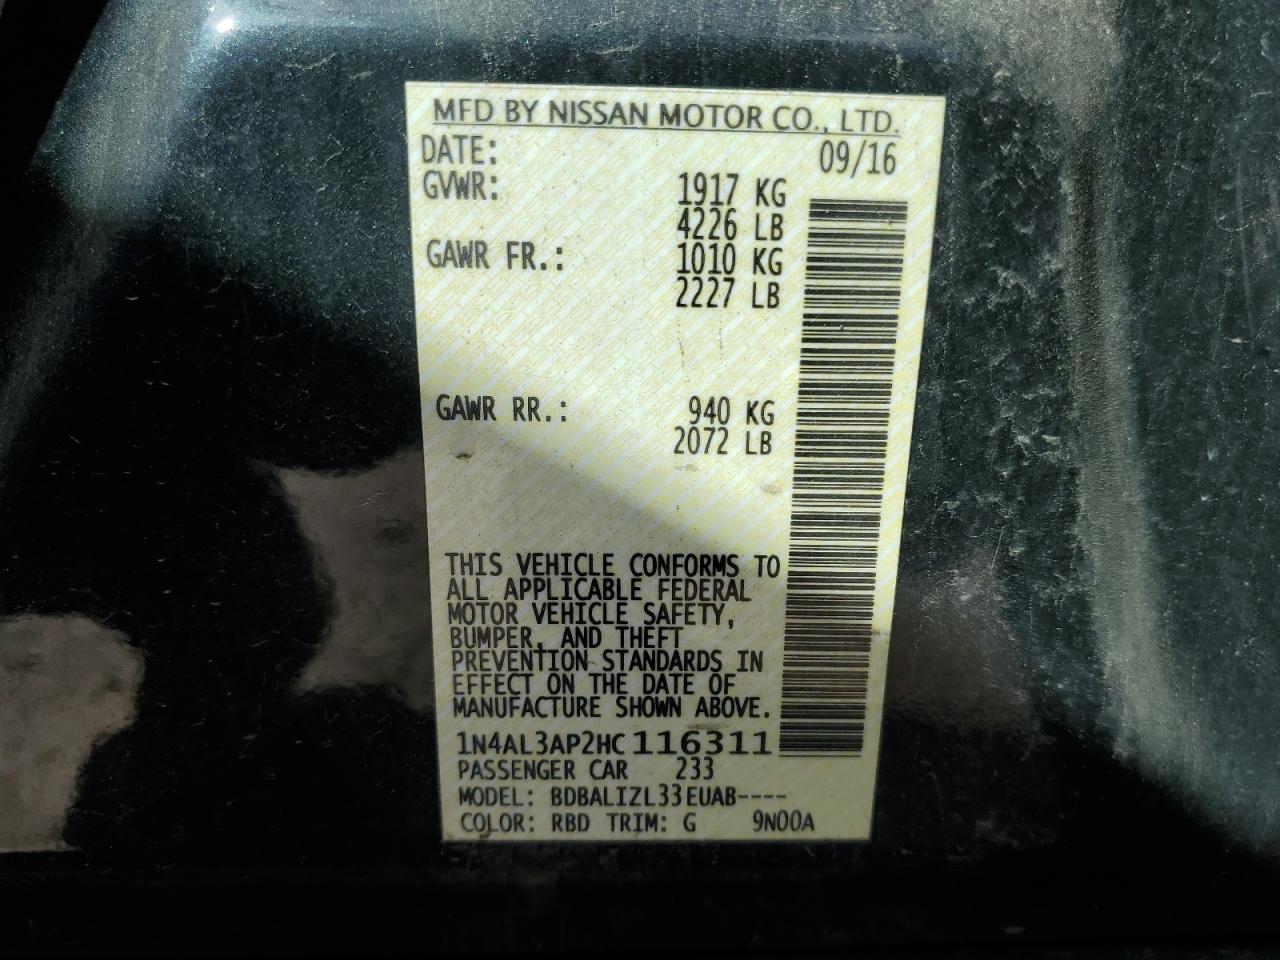 MFD BY NISSAN MOTOR CO., LTD.
DATE: 09/16
GVWR: 1917 KG
4226 LB
GAWR FR.: 1010 KG
2227 LB
GAWR RR.: 940 KG
2072 LB
THIS VEHICLE CONFORMS TO
ALL APPLICABLE FEDERAL
MOTOR VEHICLE SAFETY,
BUMPER, AND THEFT
PREVENTION STANDARDS IN
EFFECT ON THE DATE OF
MANUFACTURE SHOWN ABOVE.
1N4AL3AP2HC116311
PASSENGER CAR 233
MODEL: BDBALIZL33EUAB----
COLOR: RBD TRIM: G 9N00A